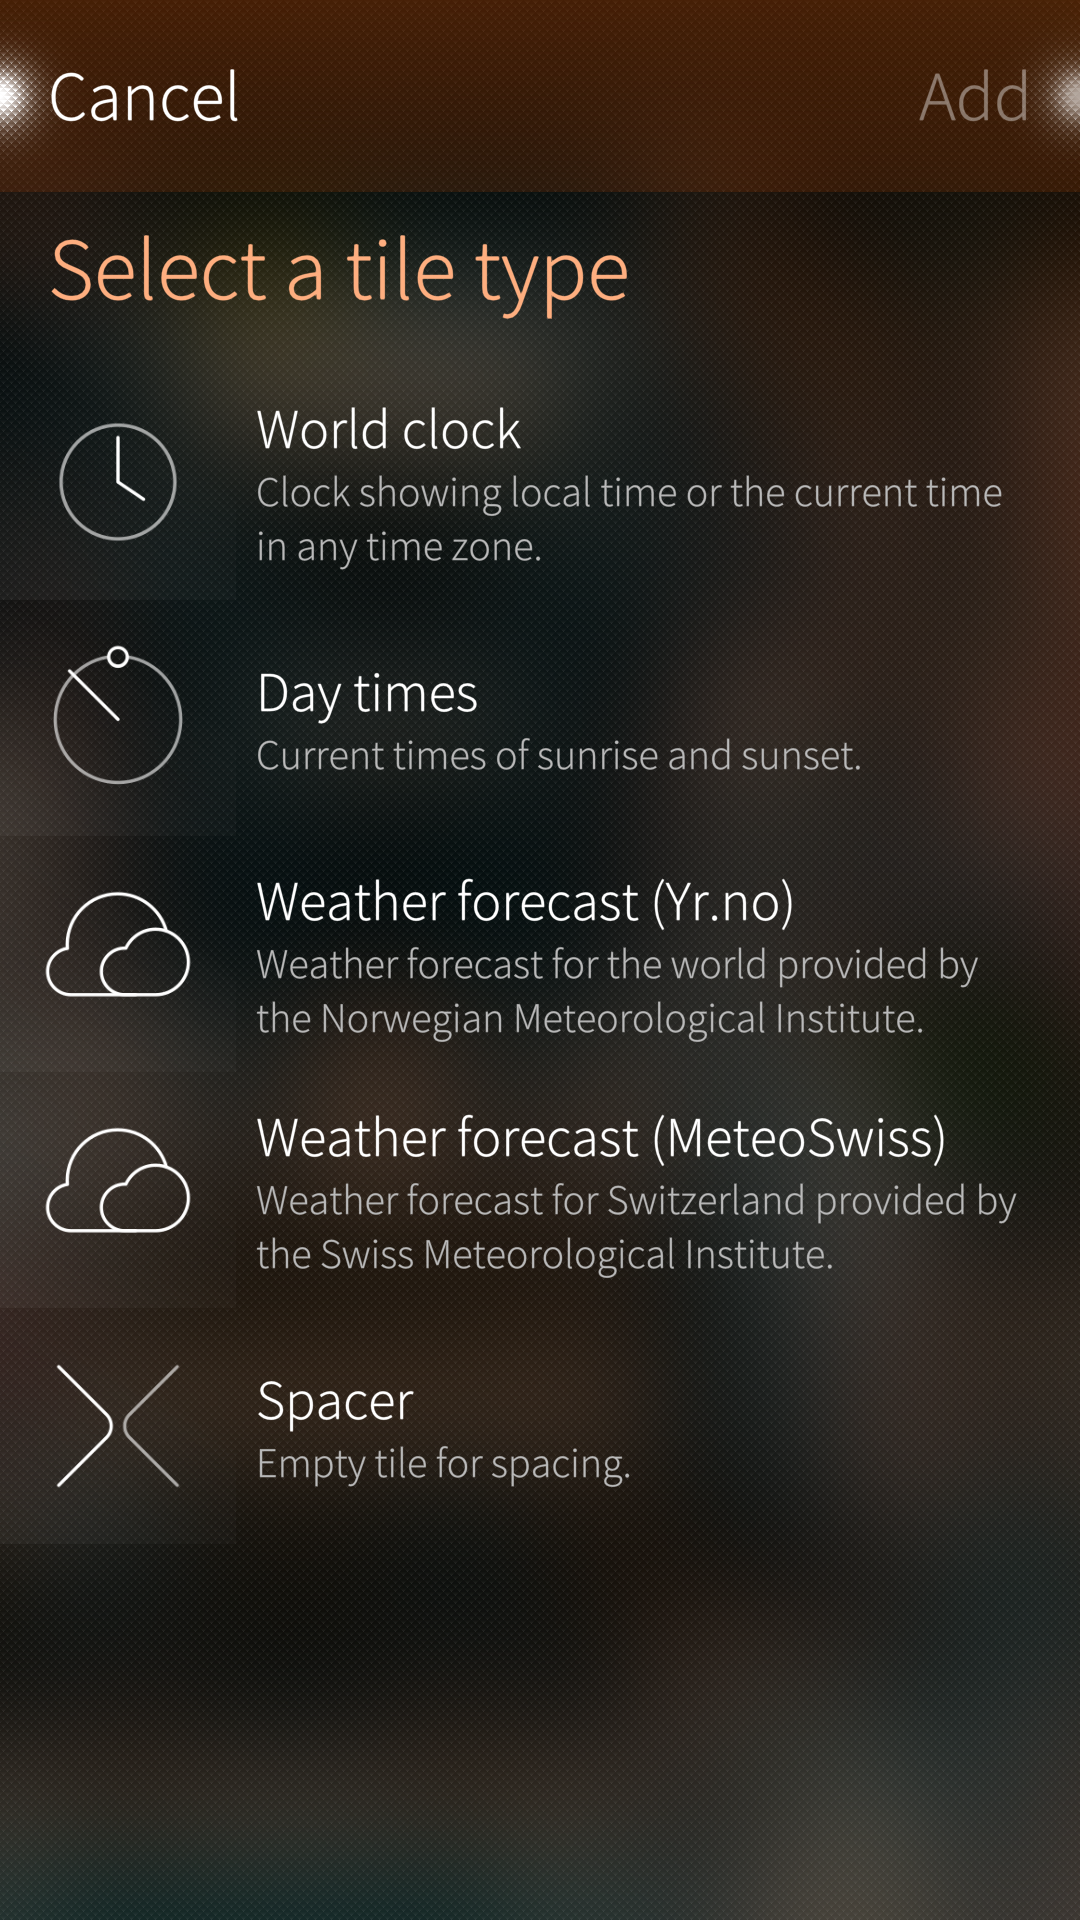 Cancel
Add
Select a tile type
World clock
Clock showing local time or the current time
in any time zone.
Day times
Current times of sunrise and sunset.
Weather forecast (Yr.no)
Weather forecast for the world provided by
the Norwegian Meteorological Institute.
Weather forecast (MeteoSwiss)
Weather forecast for Switzerland provided by
the Swiss Meteorological Institute.
Spacer
Empty tile for spacing.